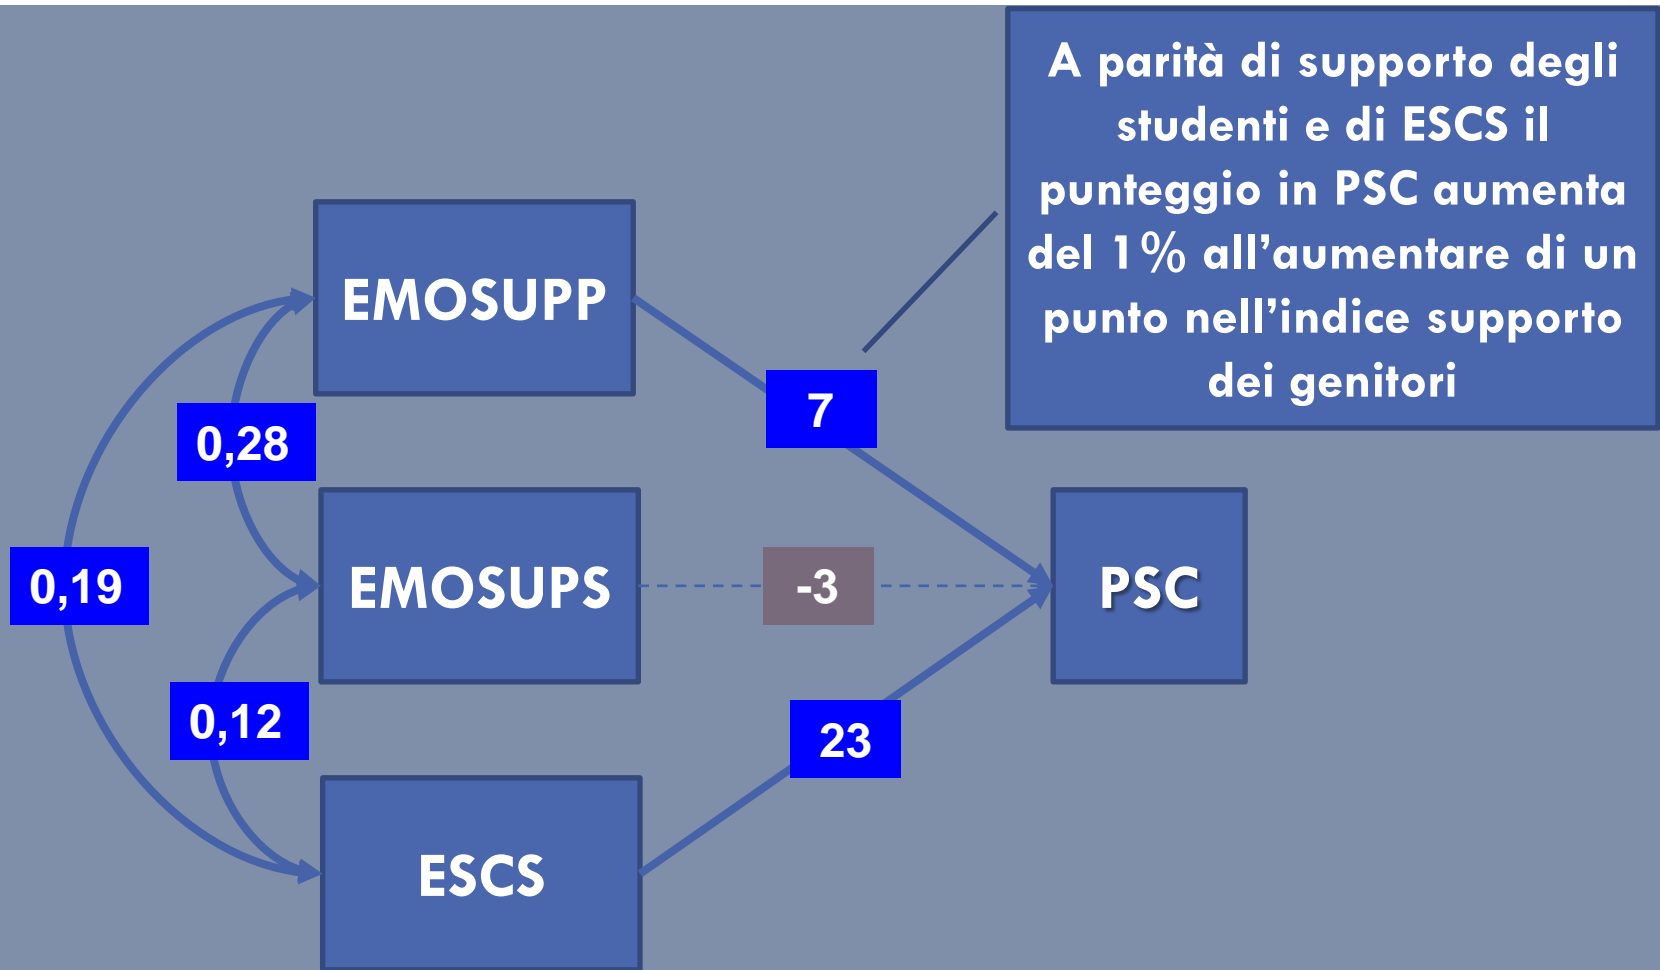 A parità di supporto degli
studenti e di ESCS il
punteggio in PSC aumenta
del 1% all’aumentare di un
punto nell’indice supporto
dei genitori
EMOSUPP
7
0,28
0,19
EMOSUPS
-3
PSC
0,12
23
ESCS